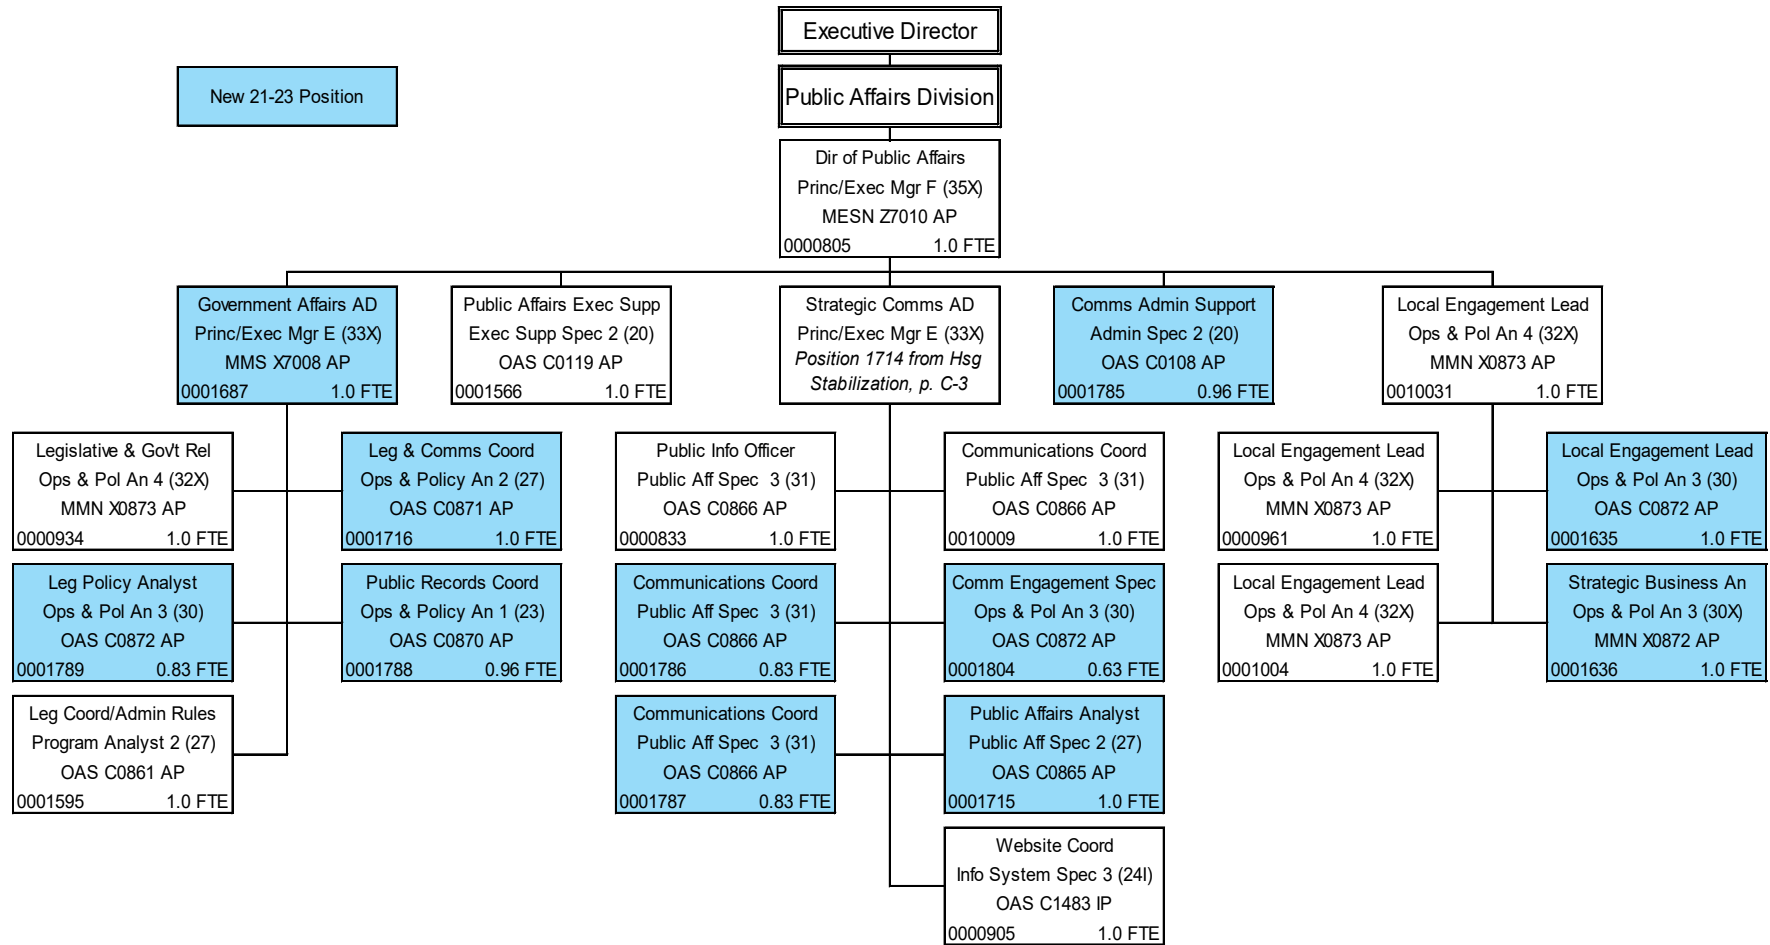 Executive Director
New 21-23 Position
Public Affairs Division
Dir of Public Affairs
Princ/Exec Mgr F (35X)
MESN Z7010 AP
0000805 1.0 FTE
Government Affairs AD
Princ/Exec Mgr E (33X)
MMS X7008 AP
0001687 1.0 FTE
Public Affairs Exec Supp
Exec Supp Spec 2 (20)
OAS C0119 AP
0001566 1.0 FTE
Strategic Comms AD
Princ/Exec Mgr E (33X)
Position 1714 from Hsg
Stabilization, p. C-3
Comms Admin Support
Admin Spec 2 (20)
OAS C0108 AP
0001785 0.96 FTE
Local Engagement Lead
Ops & Pol An 4 (32X)
MMN X0873 AP
0010031 1.0 FTE
Legislative & Gov't Rel
Ops & Pol An 4 (32X)
MMN X0873 AP
0000934 1.0 FTE
Leg & Comms Coord
Ops & Policy An 2 (27)
OAS C0871 AP
0001716 1.0 FTE
Public Info Officer
Public Aff Spec 3 (31)
OAS C0866 AP
0000833 1.0 FTE
Communications Coord
Public Aff Spec 3 (31)
OAS C0866 AP
0010009 1.0 FTE
Local Engagement Lead
Ops & Pol An 4 (32X)
MMN X0873 AP
0000961 1.0 FTE
Local Engagement Lead
Ops & Pol An 3 (30)
OAS C0872 AP
0001635 1.0 FTE
Leg Policy Analyst
Ops & Pol An 3 (30)
OAS C0872 AP
0001789 0.83 FTE
Public Records Coord
Ops & Policy An 1 (23)
OAS C0870 AP
0001788 0.96 FTE
Communications Coord
Public Aff Spec 3 (31)
OAS C0866 AP
0001786 0.83 FTE
Comm Engagement Spec
Ops & Pol An 3 (30)
OAS C0872 AP
0001804 0.63 FTE
Local Engagement Lead
Ops & Pol An 4 (32X)
MMN X0873 AP
0001004 1.0 FTE
Strategic Business An
Ops & Pol An 3 (30X)
MMN X0872 AP
0001636 1.0 FTE
Leg Coord/Admin Rules
Program Analyst 2 (27)
OAS C0861 AP
0001595 1.0 FTE
Communications Coord
Public Aff Spec 3 (31)
OAS C0866 AP
0001787 0.83 FTE
Public Affairs Analyst
Public Aff Spec 2 (27)
OAS C0865 AP
0001715 1.0 FTE
Website Coord
Info System Spec 3 (24I)
OAS C1483 IP
0000905 1.0 FTE